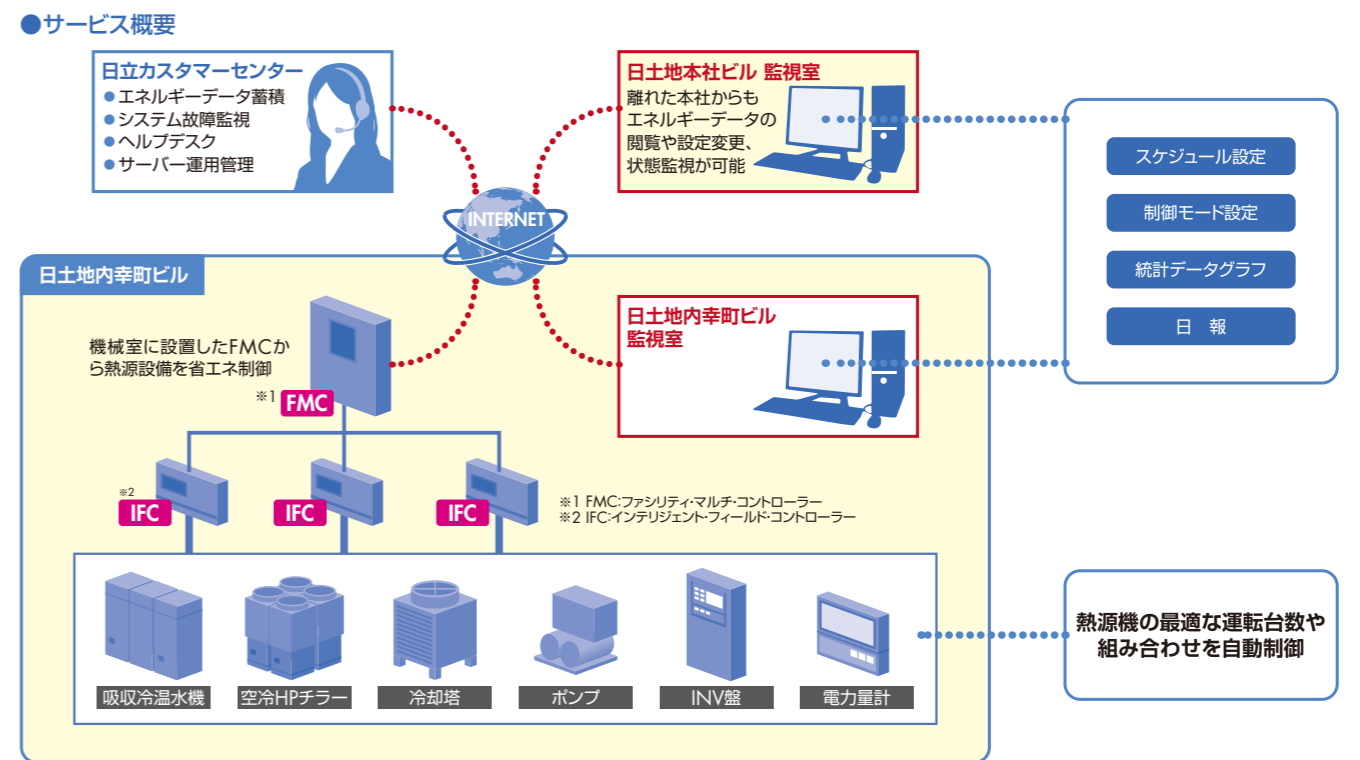 ●サービス概要
日立カスタマーセンター
●エネルギーデータ蓄積
●システム故障監視
●ヘルプデスク
●サーバー運用管理
日土地本社ビル 監視室
離れた本社からも
エネルギーデータの
閲覧や設定変更、
状態監視が可能
スケジュール設定
制御モード設定
統計データグラフ
日 報
INTERNET
日土地内幸町ビル
機械室に設置したFMCか
ら熱源設備を省エネ制御
※1 FMC
日土地内幸町ビル
監視室
※2
IFC
IFC
IFC
※1 FMC:ファシリティ・マルチ・コントローラー
※2 IFC:インテリジェント・フィールド・コントローラー
吸収冷温水機
空冷HPチラー
冷却塔
ポンプ
INV盤
電力量計
熱源機の最適な運転台数や
組み合わせを自動制御